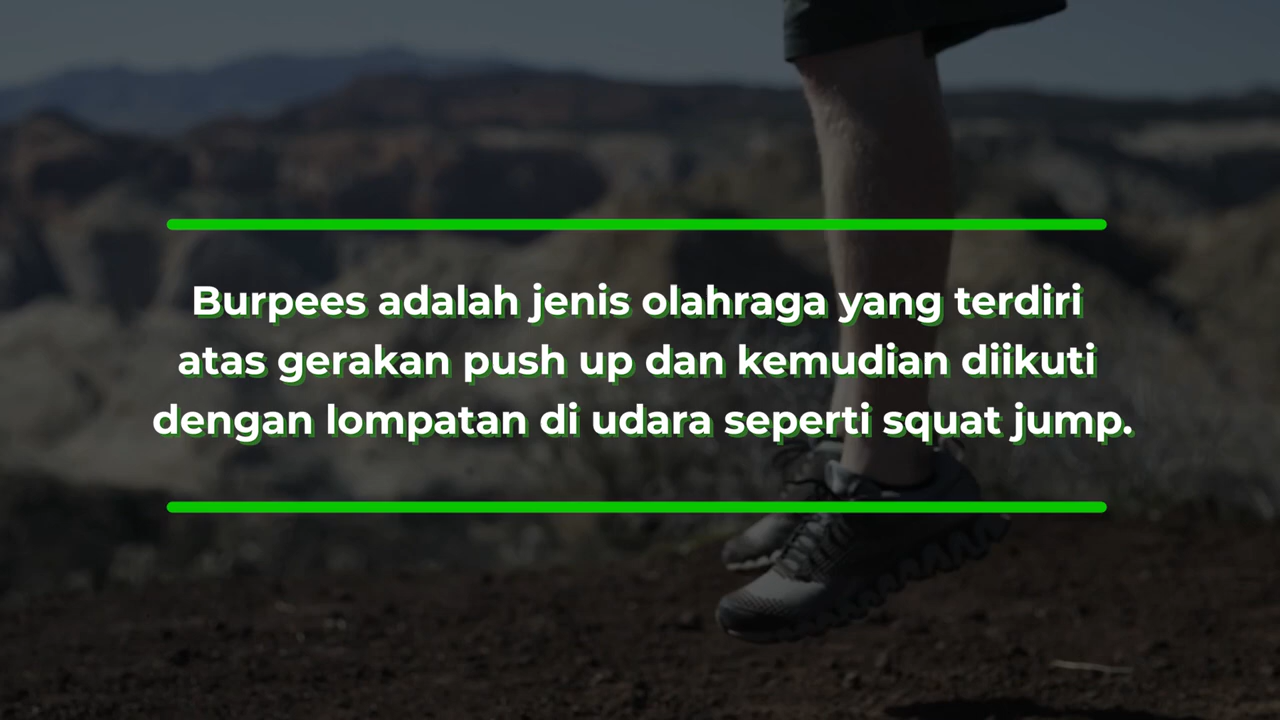 Burpees adalah jenis olahraga yang terdiri
atas gerakan push up dan kemudian diikuti
dengan lompatan di udara seperti squat jump.